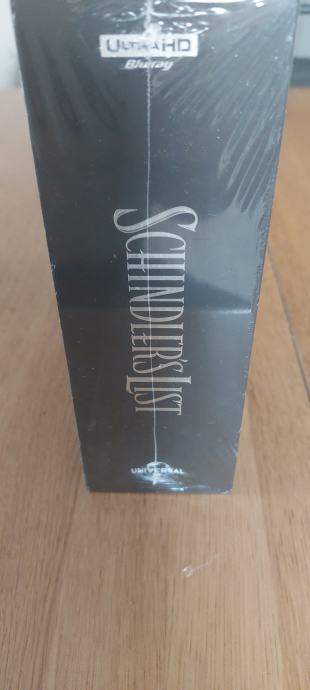 ULTRA HD
Blu-ray
SCHINDLER'S LIST
UNIVERSAL